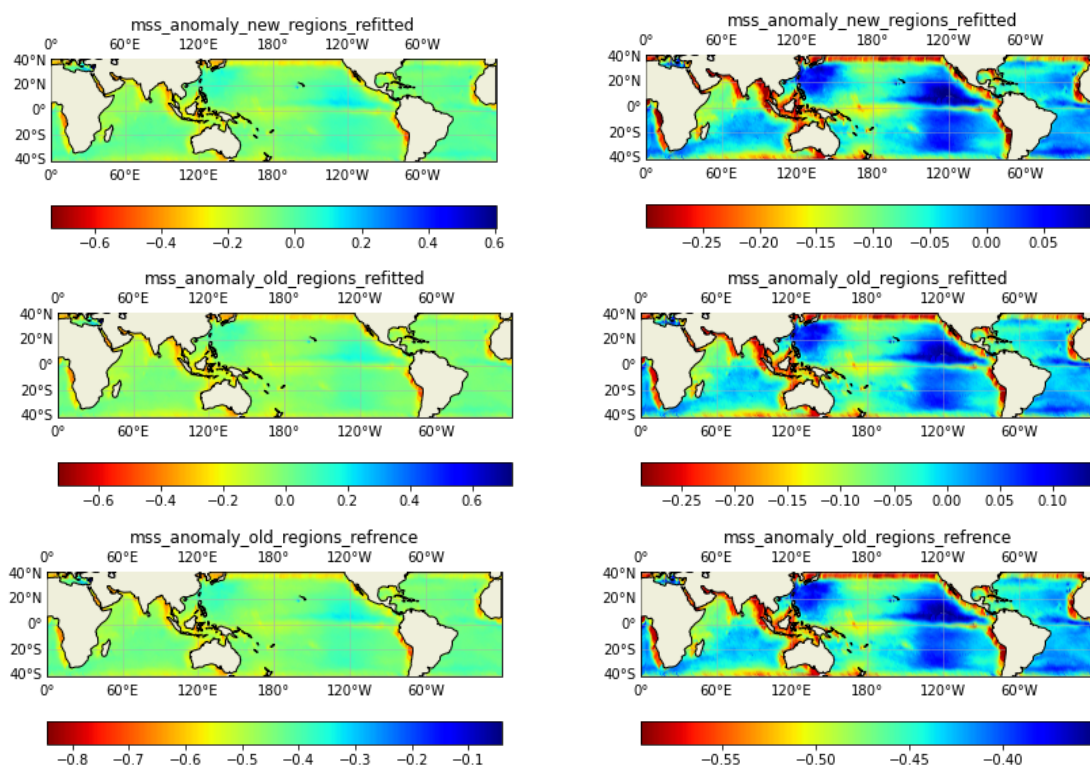 mss_anomaly_new_regions_refitted
0° 60°E 120°E 180° 120°W 60°W
40°N
20°N
0°
20°S
40°S
0° 60°E 120°E 180° 120°W 60°W
−0.6 −0.4 −0.2 0.0 0.2 0.4 0.6
mss_anomaly_new_regions_refitted
0° 60°E 120°E 180° 120°W 60°W
40°N
20°N
0°
20°S
40°S
0° 60°E 120°E 180° 120°W 60°W
−0.25 −0.20 −0.15 −0.10 −0.05 0.00 0.05
mss_anomaly_old_regions_refitted
0° 60°E 120°E 180° 120°W 60°W
40°N
20°N
0°
20°S
40°S
0° 60°E 120°E 180° 120°W 60°W
−0.6 −0.4 −0.2 0.0 0.2 0.4 0.6
mss_anomaly_old_regions_refitted
0° 60°E 120°E 180° 120°W 60°W
40°N
20°N
0°
20°S
40°S
0° 60°E 120°E 180° 120°W 60°W
−0.25 −0.20 −0.15 −0.10 −0.05 0.00 0.05 0.10
mss_anomaly_old_regions_refrence
0° 60°E 120°E 180° 120°W 60°W
40°N
20°N
0°
20°S
40°S
0° 60°E 120°E 180° 120°W 60°W
−0.8 −0.7 −0.6 −0.5 −0.4 −0.3 −0.2 −0.1
mss_anomaly_old_regions_refrence
0° 60°E 120°E 180° 120°W 60°W
40°N
20°N
0°
20°S
40°S
0° 60°E 120°E 180° 120°W 60°W
−0.55 −0.50 −0.45 −0.40